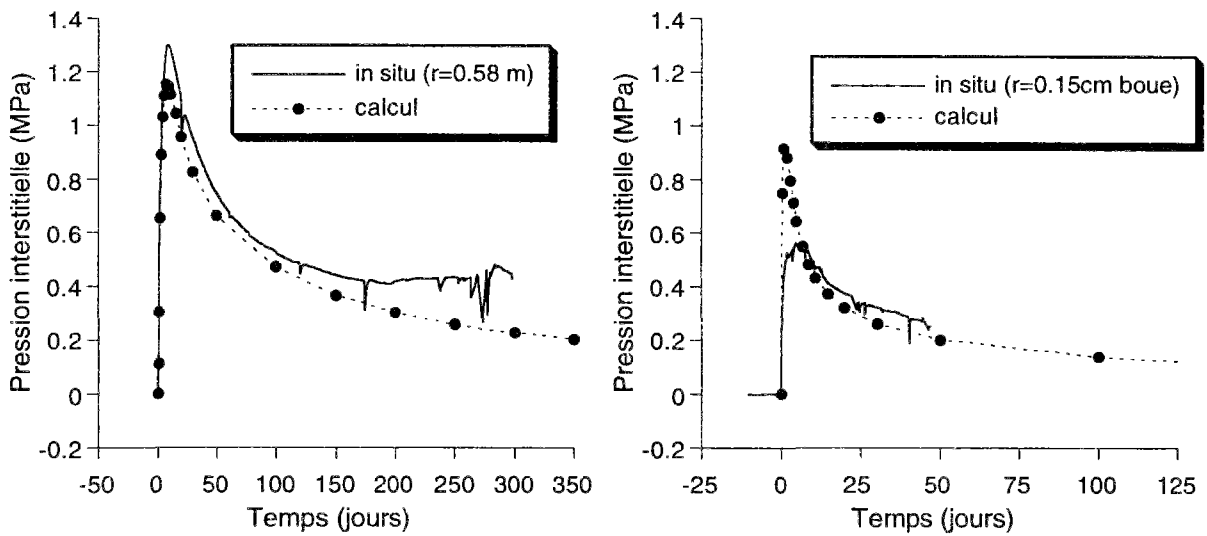 Pression interstitielle (MPa)
1.4
1.2
1
0.8
0.6
0.4
0.2
0
-0.2
in situ (r=0.58 m)
calcul
-50 0 50 100 150 200 250 300 350
Temps (jours)
Pression interstitielle (MPa)
1.4
1.2
1
0.8
0.6
0.4
0.2
0
-0.2
in situ (r=0.15cm boue)
calcul
-25 0 25 50 75 100 125
Temps (jours)